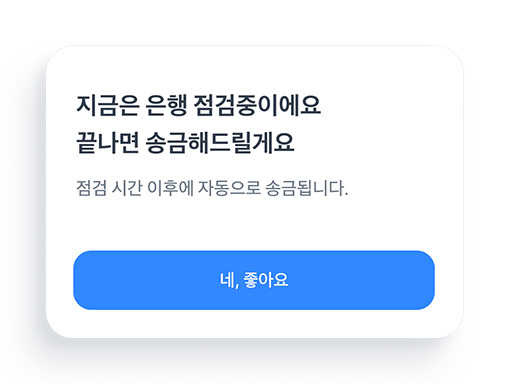 지금은 은행 점검중이에요
끝나면 송금해드릴게요
점검 시간 이후에 자동으로 송금됩니다.
네, 좋아요